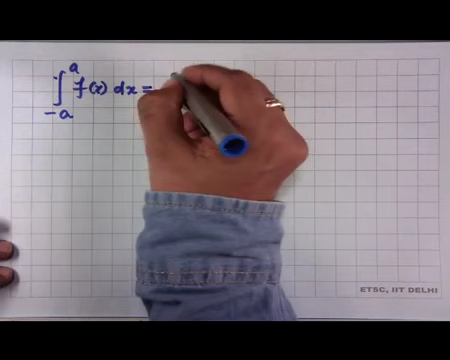 ∫_{-a}^{a} f(x) dx =
ETSC, IIT DELHI